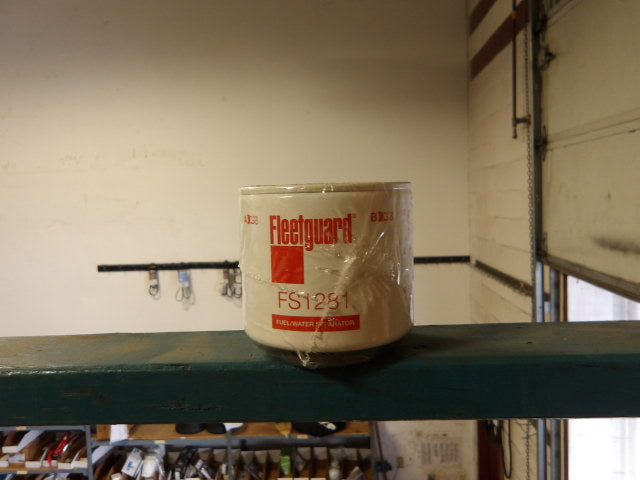 Fleetguard®
FS1281
FUEL/WATER SEPARATOR